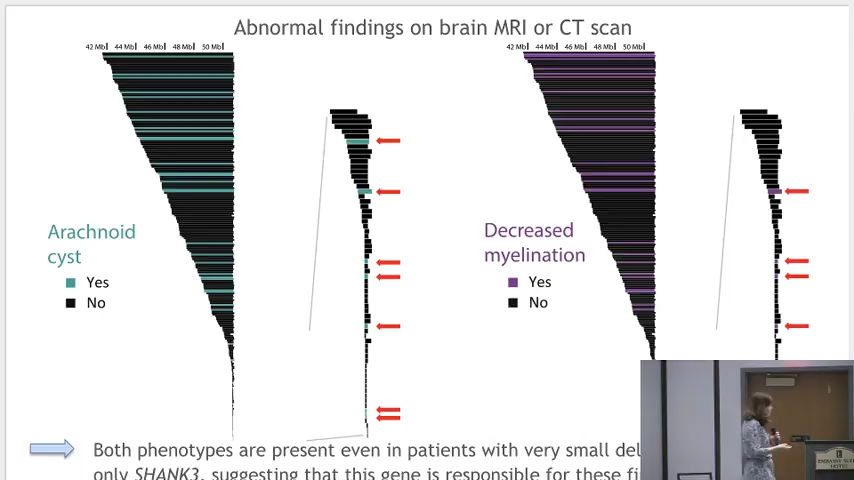 Abnormal findings on brain MRI or CT scan
42 Mb 44 Mb 46 Mb 48 Mb 50 Mb
42 Mb 44 Mb 46 Mb 48 Mb 50 Mb
Arachnoid
cyst
Yes
No
Decreased
myelination
Yes
No
Both phenotypes are present even in patients with very small del
only SHANK3, suggesting that this gene is responsible for these fi
EMBASSY SUITES
HOTEL